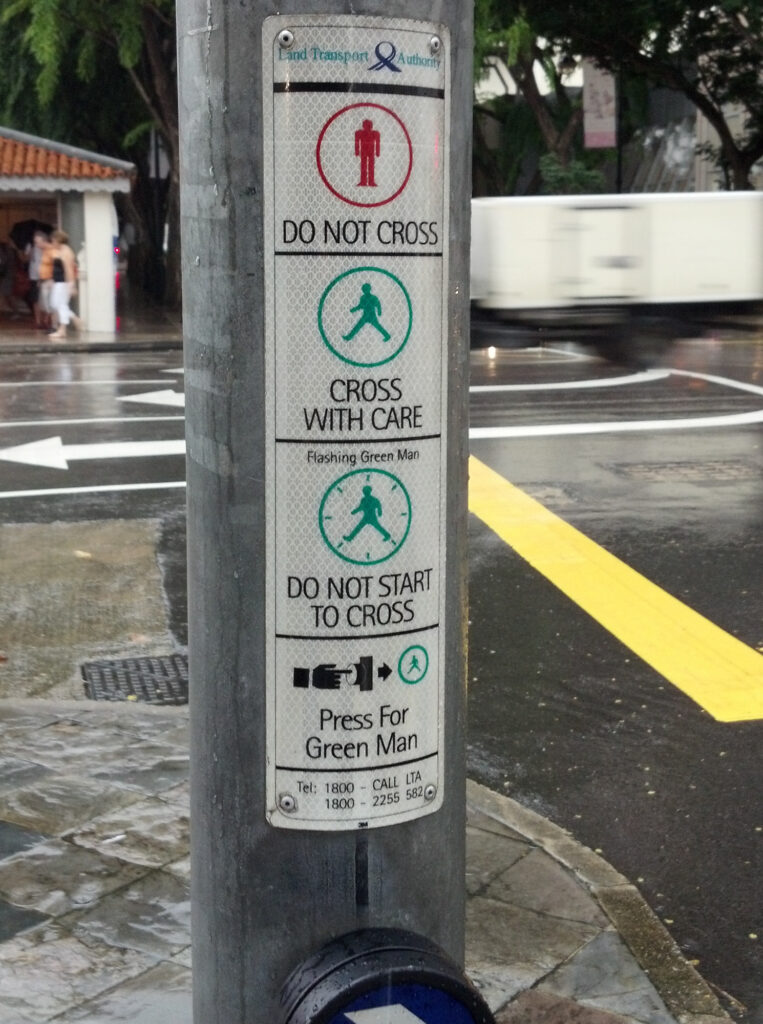 Land Transport Authority
DO NOT CROSS
CROSS
WITH CARE
Flashing Green Man
DO NOT START
TO CROSS
Press For
Green Man
Tel: 1800 - CALL LTA
1800 - 2255 582
3M